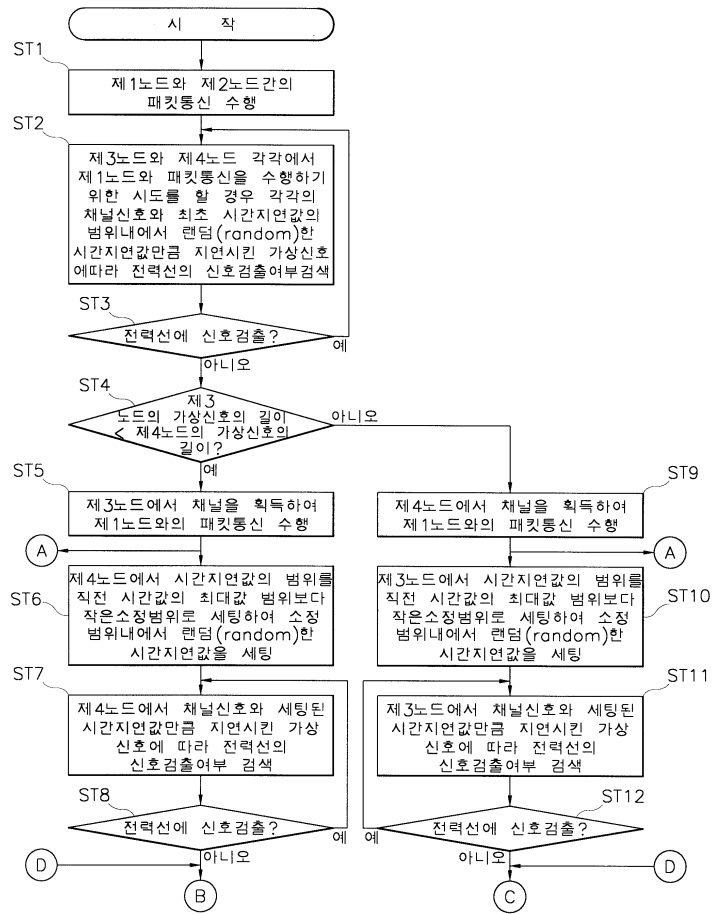 시 작
ST1
제1노드와 제2노드간의
패킷통신 수행
ST2
제3노드와 제4노드 각각에서
제1노드와 패킷통신을 수행하기
위한 시도를 할 경우 각각의
채널신호와 최초 시간지연값의
범위내에서 랜덤(random)한
시간지연값만큼 지연시킨 가상신호
에따라 전력선의 신호검출여부검색
ST3
전력선에 신호검출?
예
아니오
ST4
제3
노드의 가상신호의 길이
< 제4노드의 가상신호의
길이?
아니오
예
ST5
제3노드에서 채널을 획득하여
제1노드와의 패킷통신 수행
ST9
제4노드에서 채널을 획득하여
제1노드와의 패킷통신 수행
A
A
ST6
제4노드에서 시간지연값의 범위를
직전 시간값의 최대값 범위보다
작은소정범위로 세팅하여 소정
범위내에서 랜덤(random)한
시간지연값을 세팅
ST10
제3노드에서 시간지연값의 범위를
직전 시간값의 최대값 범위보다
작은소정범위로 세팅하여 소정
범위내에서 랜덤(random)한
시간지연값을 세팅
ST7
제4노드에서 채널신호와 세팅된
시간지연값만큼 지연시킨 가상
신호에 따라 전력선의
신호검출여부 검색
ST11
제3노드에서 채널신호와 세팅된
시간지연값만큼 지연시킨 가상
신호에 따라 전력선의
신호검출여부 검색
ST8
전력선에 신호검출?
예
아니오
ST12
전력선에 신호검출?
예
아니오
D
D
B
C